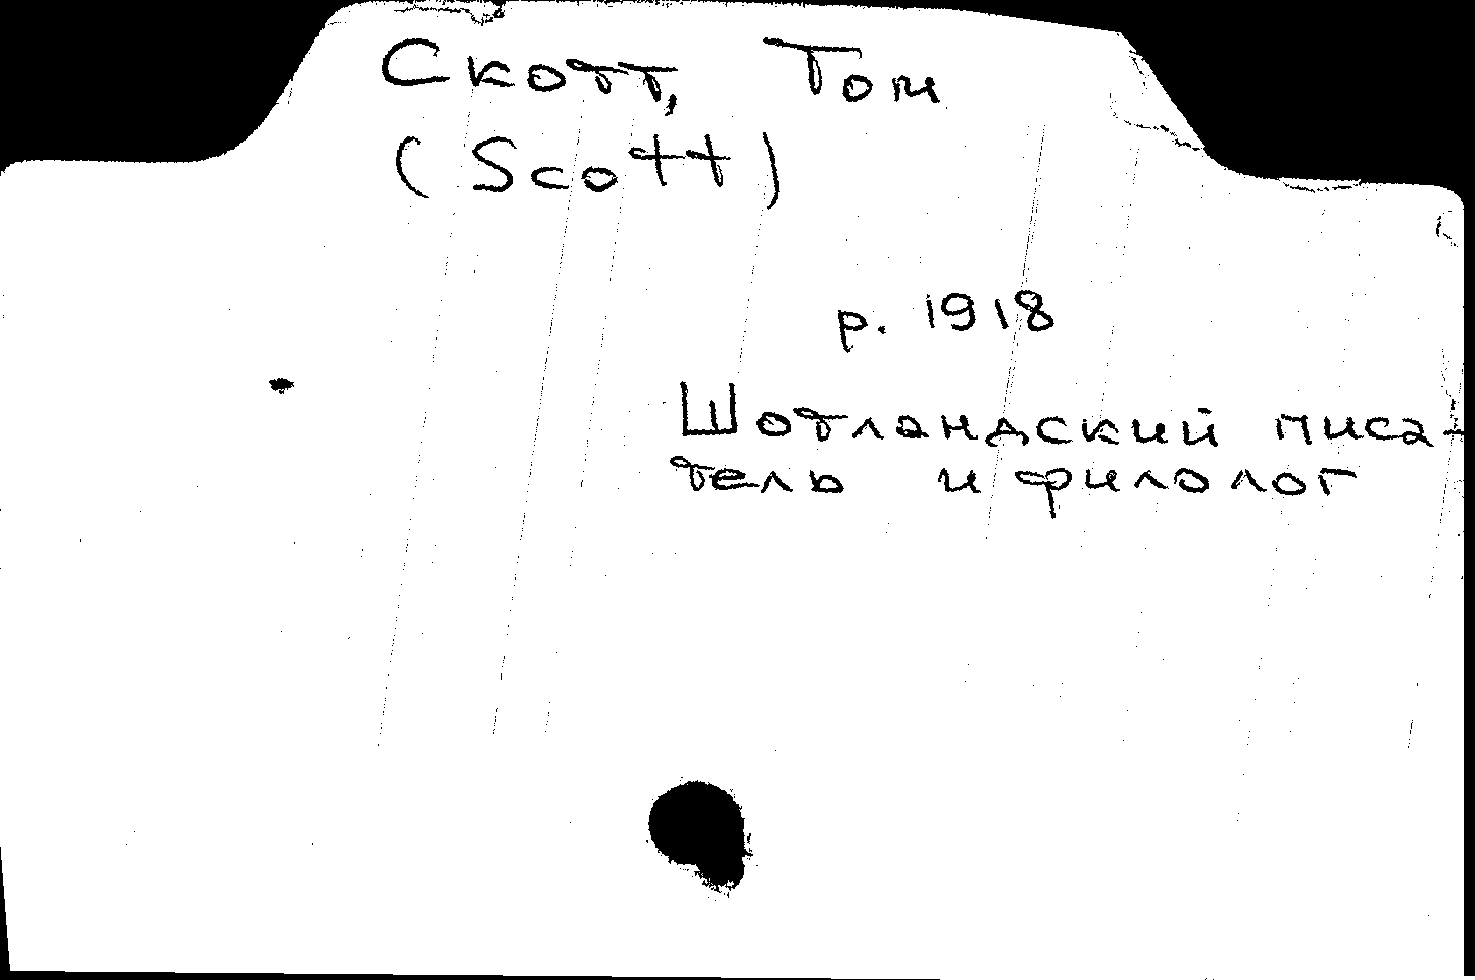 Скотт, Том
(Scott)
р. 1918
Шотландский писа-
тель и филолог